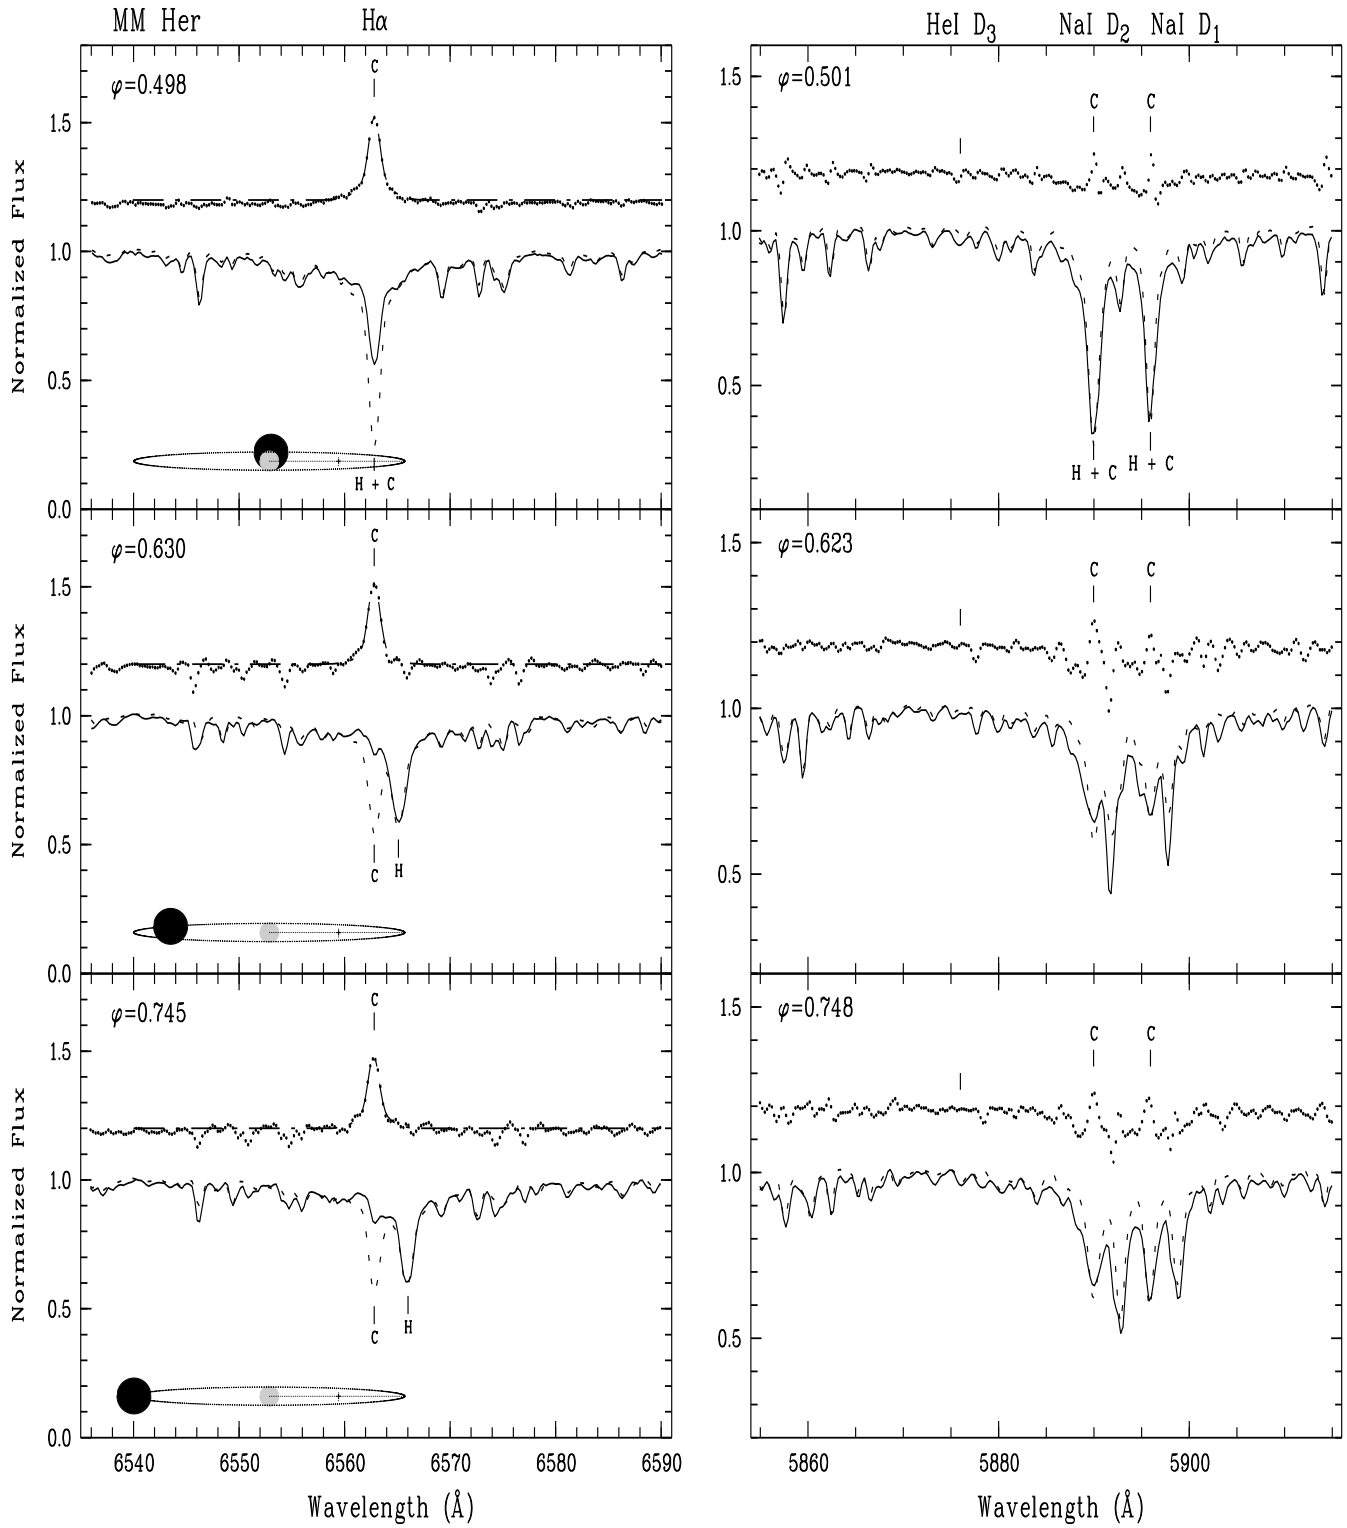 MM Her
Hα
HeI D3
NaI D2
NaI D1
φ=0.498
C
1.5
1.0
0.5
0.0
Normalized Flux
H + C
φ=0.501
C
C
1.5
1.0
0.5
H + C
H + C
φ=0.630
C
1.5
1.0
0.5
0.0
Normalized Flux
C
H
φ=0.623
C
C
1.5
1.0
0.5
φ=0.745
C
1.5
1.0
0.5
0.0
Normalized Flux
C
H
φ=0.748
C
C
1.5
1.0
0.5
6540
6550
6560
6570
6580
6590
Wavelength (Å)
5860
5880
5900
Wavelength (Å)